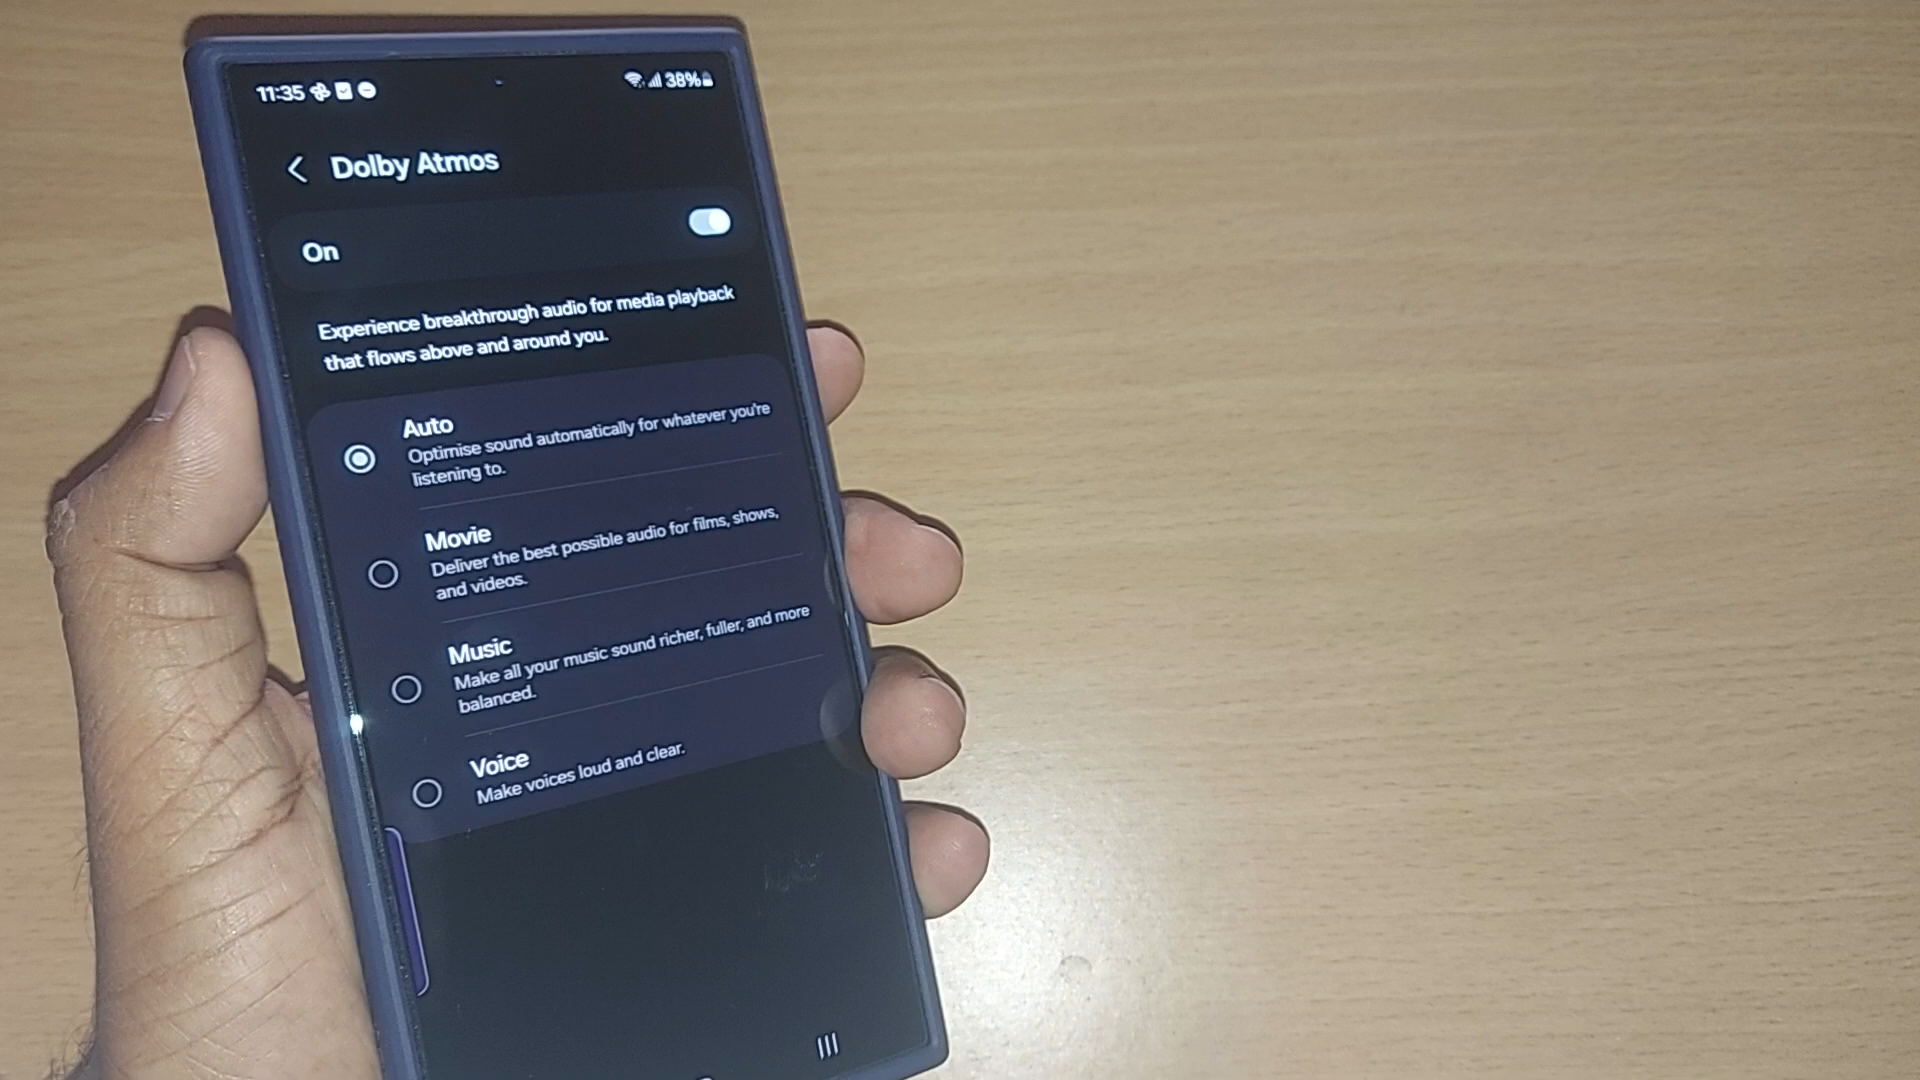 11:35 38%
Dolby Atmos
On
Experience breakthrough audio for media playback
that flows above and around you.
Auto
Optimise sound automatically for whatever you're
listening to.
Movie
Deliver the best possible audio for films, shows,
and videos.
Music
Make all your music sound richer, fuller, and more
balanced.
Voice
Make voices loud and clear.